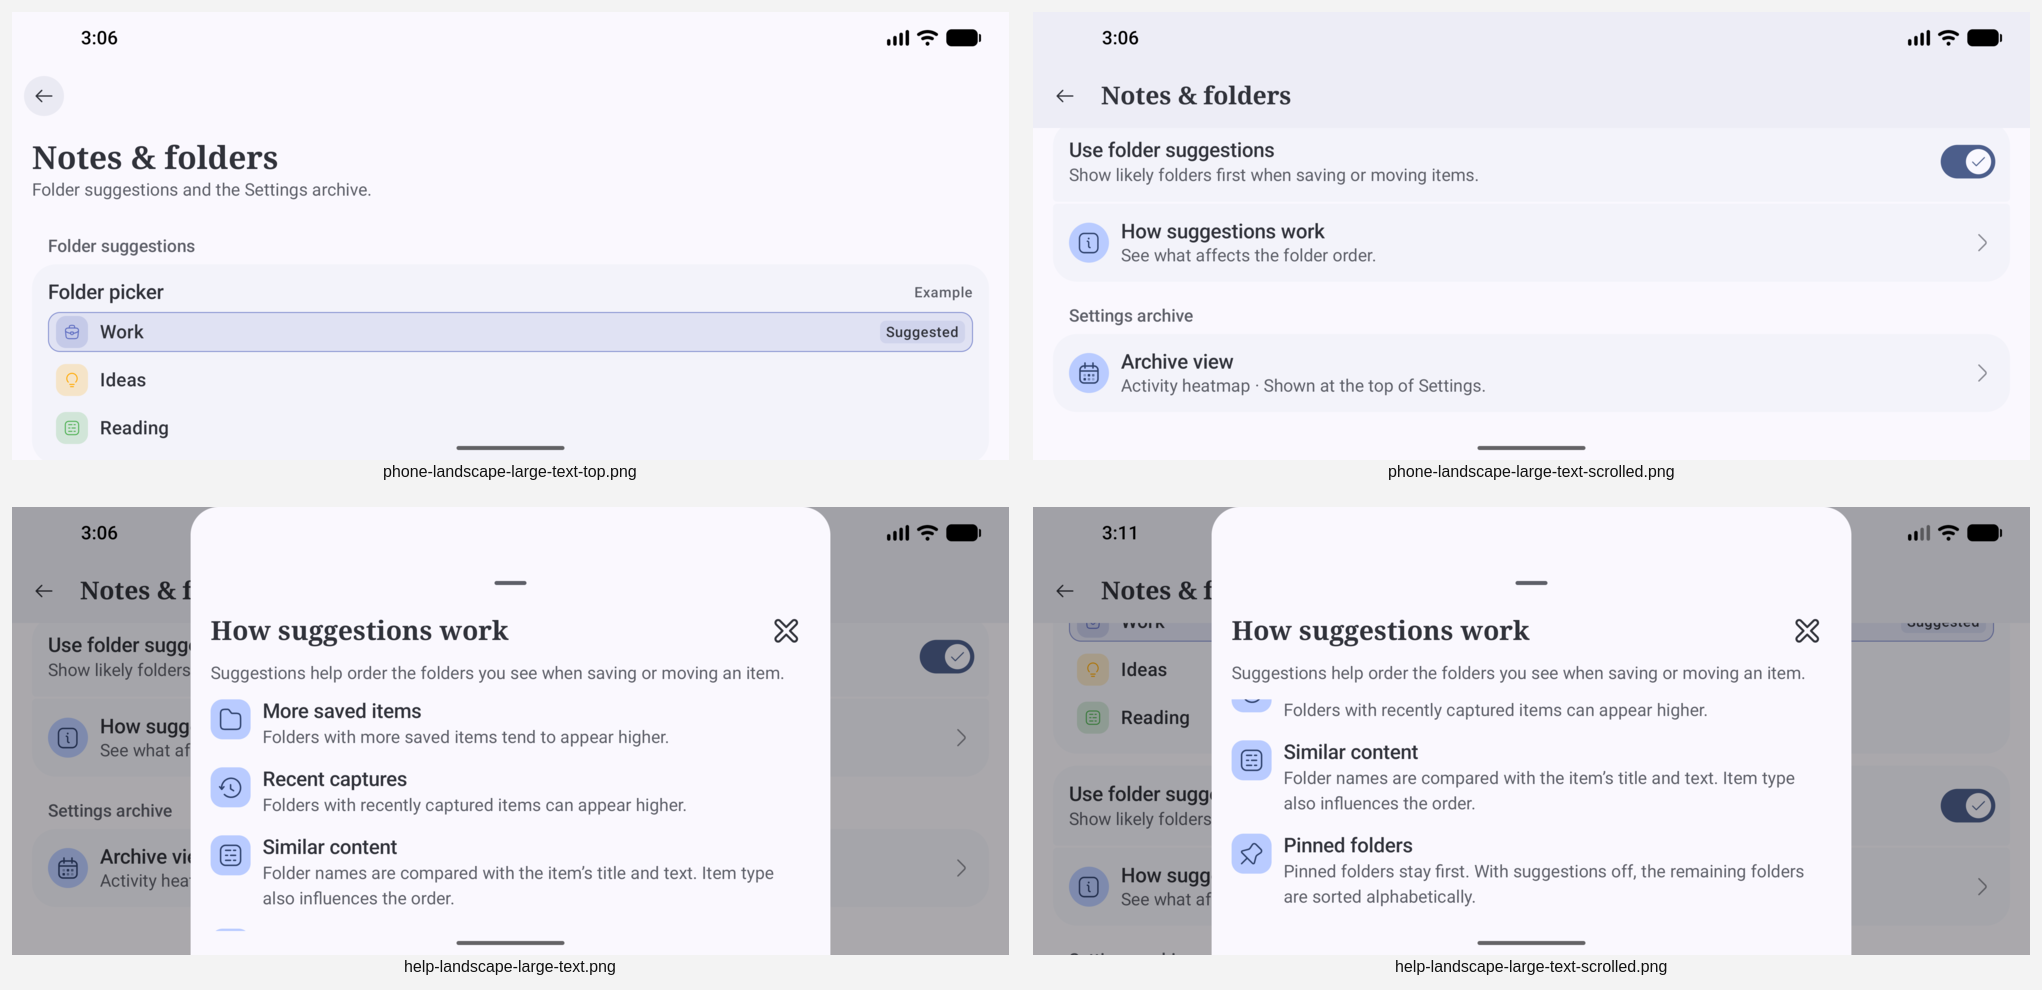 3:06
Notes & folders
Folder suggestions and the Settings archive.
Folder suggestions
Folder picker
Example
Work
Suggested
Ideas
Reading
phone-landscape-large-text-top.png
3:06
Notes & folders
Use folder suggestions
Show likely folders first when saving or moving items.
How suggestions work
See what affects the folder order.
Settings archive
Archive view
Activity heatmap · Shown at the top of Settings.
phone-landscape-large-text-scrolled.png
3:06
Notes & f
Use folder sugg
Show likely folders
How sugg
See what af
Settings archive
Archive vi
Activity hea
How suggestions work
Suggestions help order the folders you see when saving or moving an item.
More saved items
Folders with more saved items tend to appear higher.
Recent captures
Folders with recently captured items can appear higher.
Similar content
Folder names are compared with the item’s title and text. Item type
also influences the order.
help-landscape-large-text.png
3:11
Notes & f
Work
Suggested
Ideas
Reading
Use folder sugg
Show likely folders
How sugg
See what af
How suggestions work
Suggestions help order the folders you see when saving or moving an item.
Folders with recently captured items can appear higher.
Similar content
Folder names are compared with the item’s title and text. Item type
also influences the order.
Pinned folders
Pinned folders stay first. With suggestions off, the remaining folders
are sorted alphabetically.
help-landscape-large-text-scrolled.png